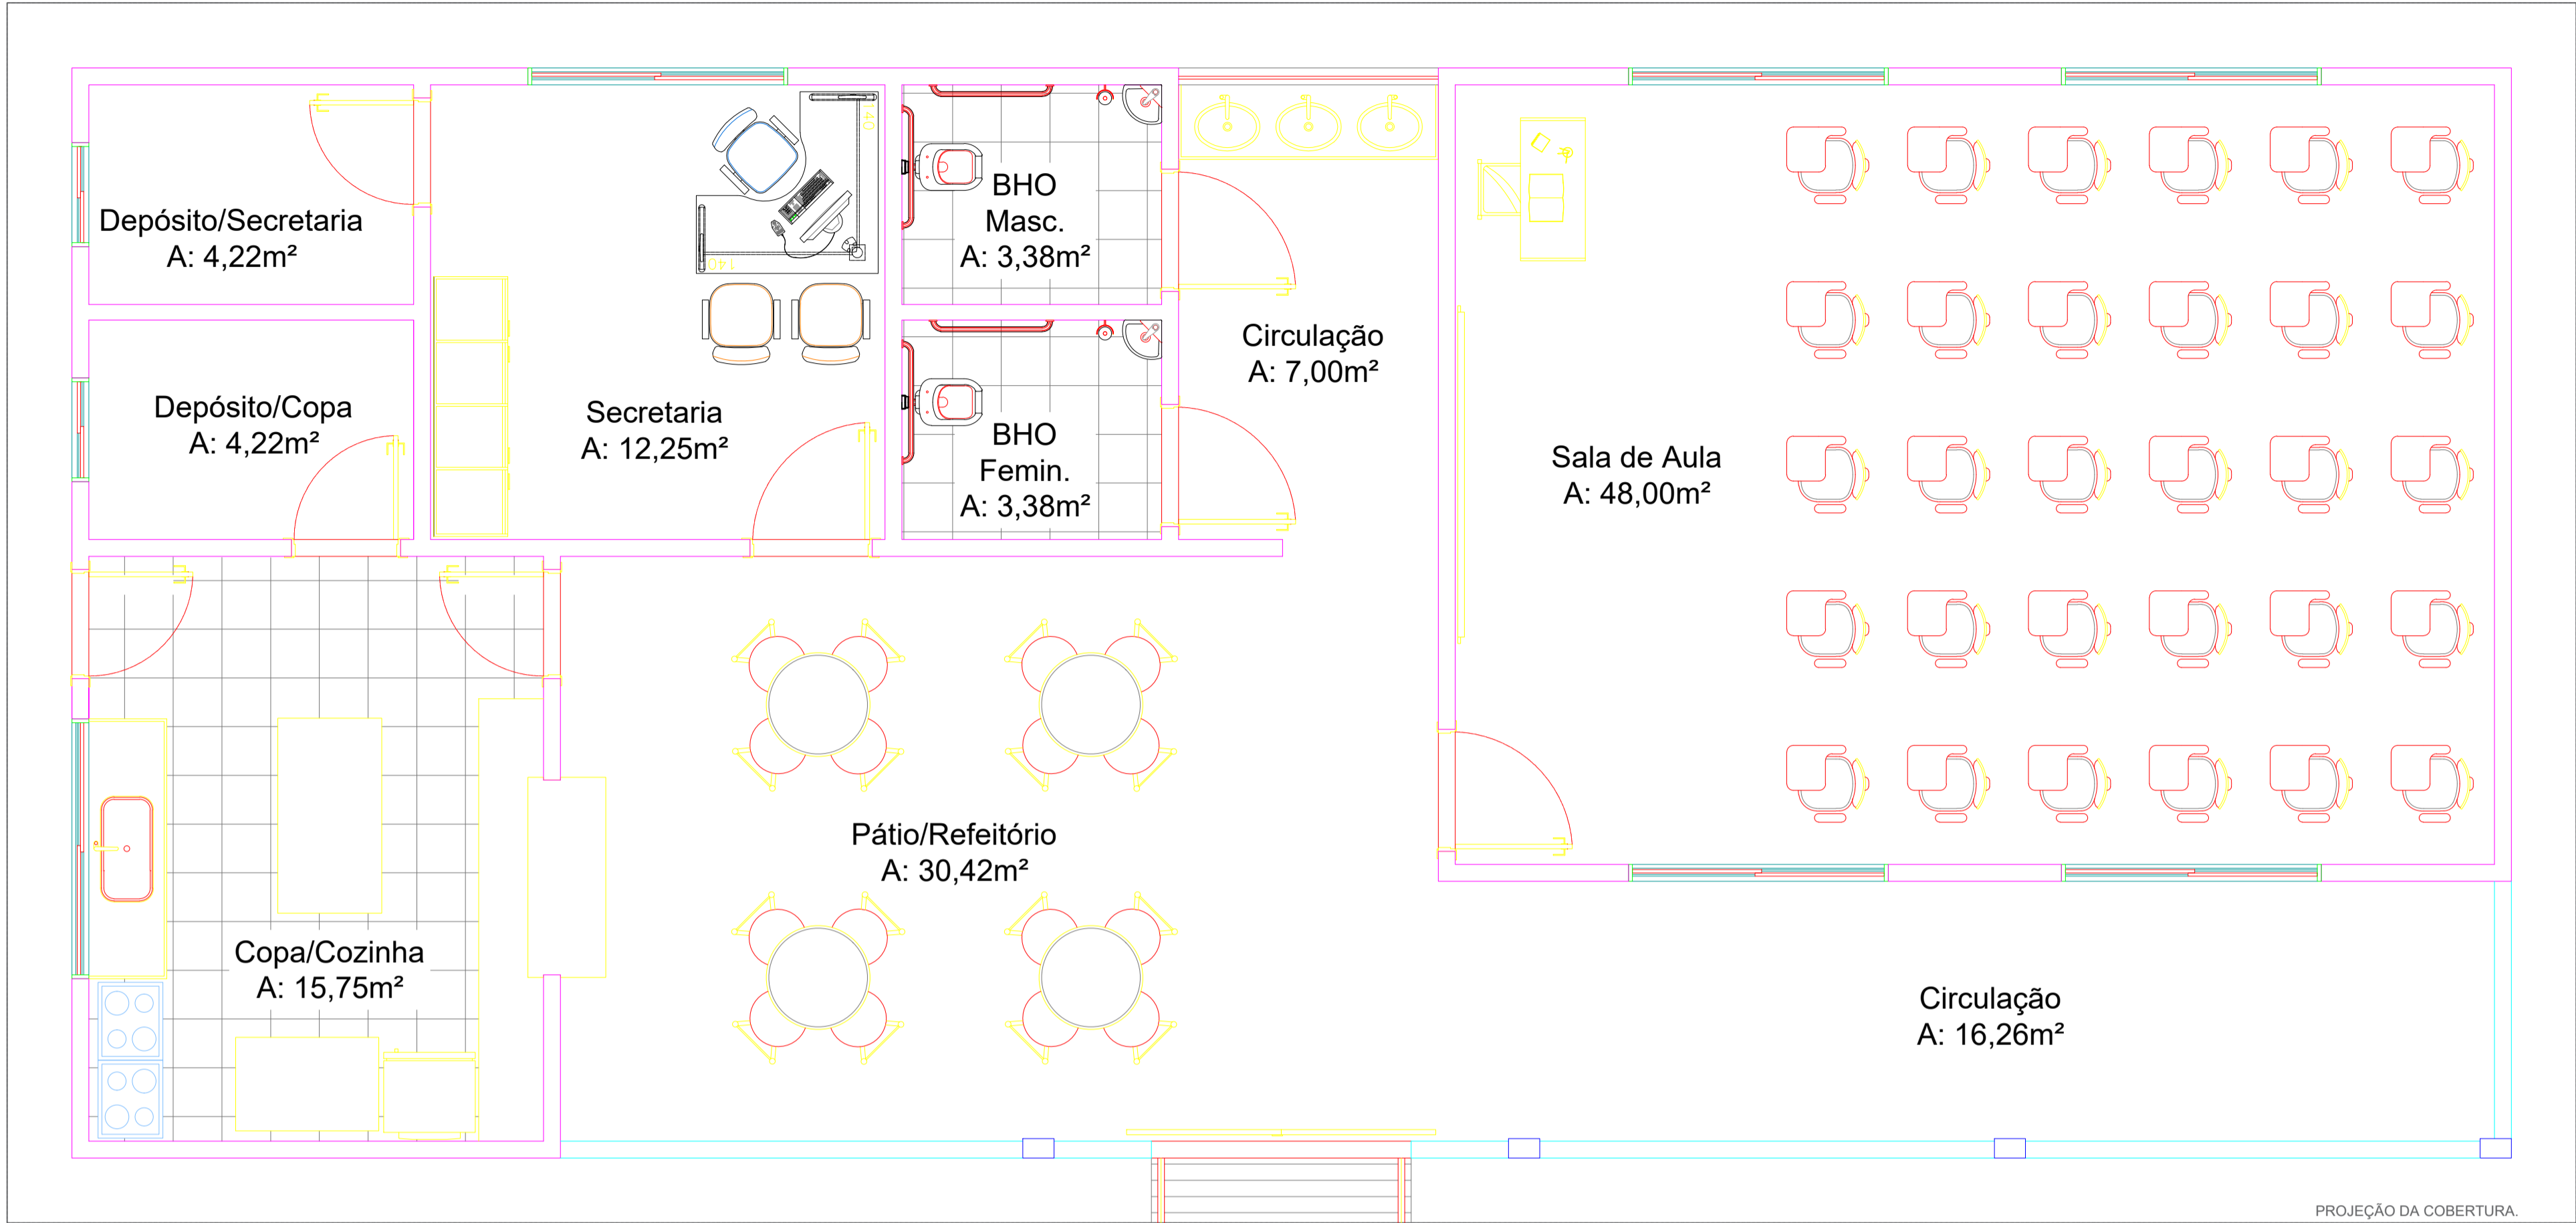 Depósito/Secretaria
A: 4,22m²
Depósito/Copa
A: 4,22m²
Secretaria
A: 12,25m²
140
140
BHO
Masc.
A: 3,38m²
BHO
Femin.
A: 3,38m²
Circulação
A: 7,00m²
Sala de Aula
A: 48,00m²
Pátio/Refeitório
A: 30,42m²
Copa/Cozinha
A: 15,75m²
Circulação
A: 16,26m²
PROJEÇÃO DA COBERTURA.